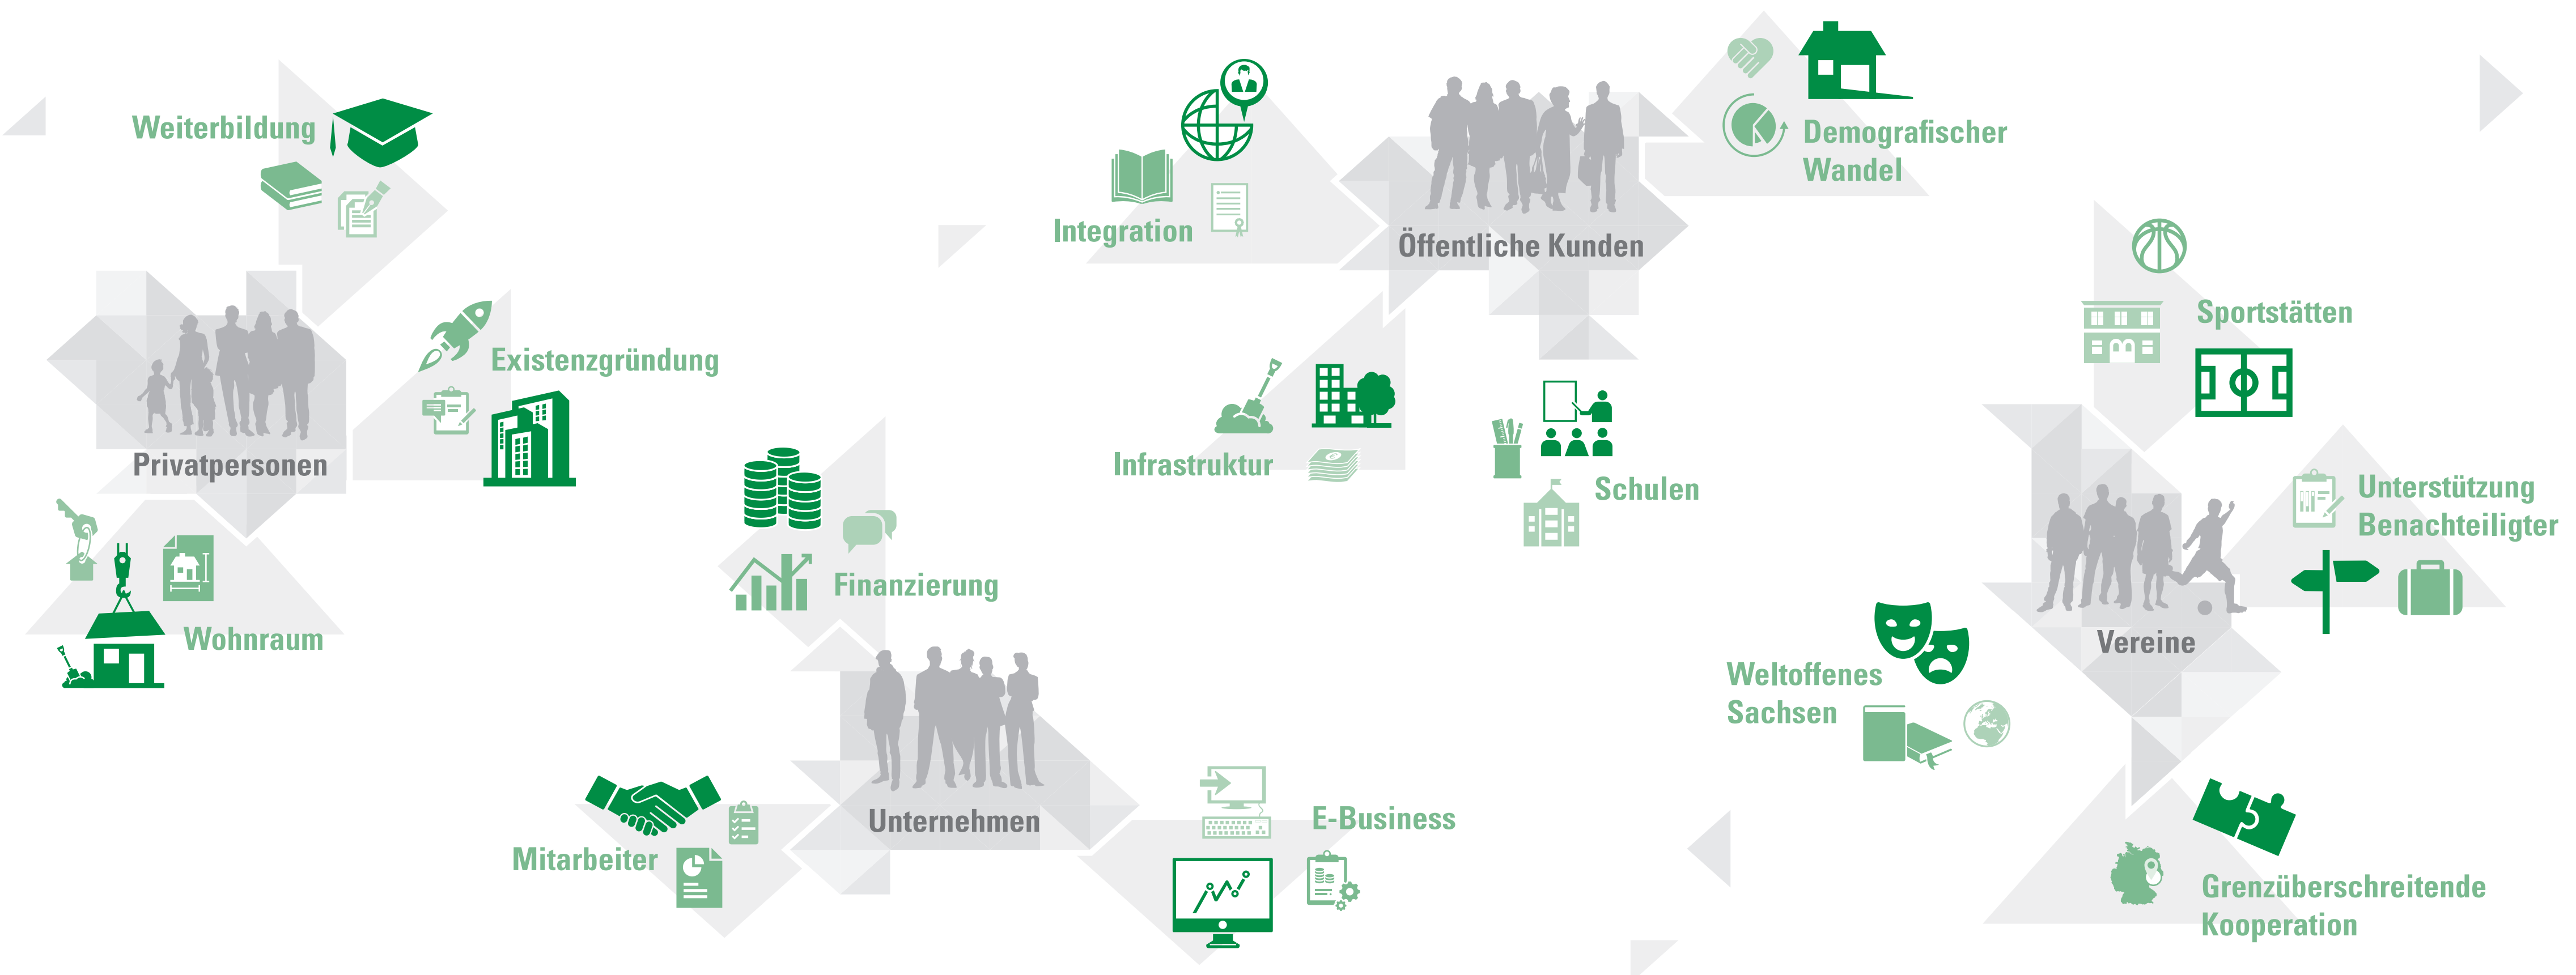 Weiterbildung
Existenzgründung
Privatpersonen
Wohnraum
Finanzierung
Unternehmen
Mitarbeiter
E-Business
Integration
Öffentliche Kunden
Demografischer
Wandel
Infrastruktur
Schulen
Sportstätten
Unterstützung
Benachteiligter
Vereine
Weltoffenes
Sachsen
Grenzüberschreitende
Kooperation